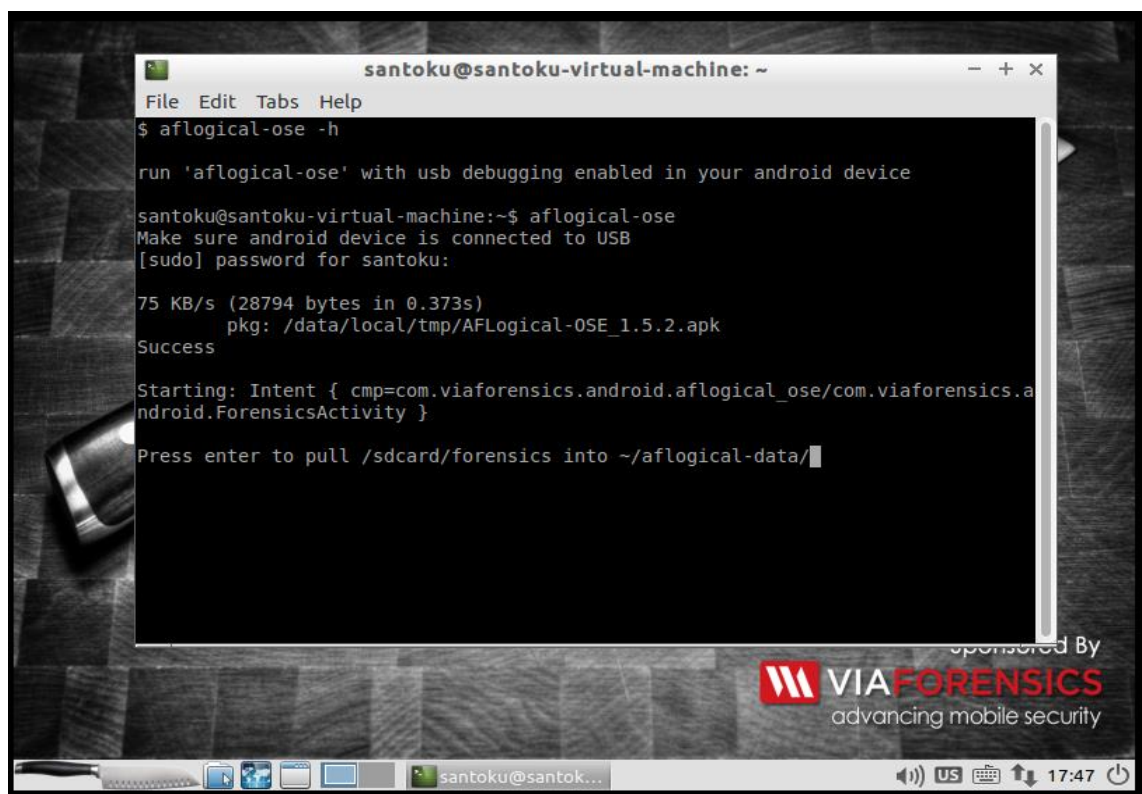 santoku@santoku-virtual-machine: ~
File Edit Tabs Help
$ aflogical-ose -h
run 'aflogical-ose' with usb debugging enabled in your android device
santoku@santoku-virtual-machine:~$ aflogical-ose
Make sure android device is connected to USB
[sudo] password for santoku:
75 KB/s (28794 bytes in 0.373s)
pkg: /data/local/tmp/AFLogical-OSE_1.5.2.apk
Success
Starting: Intent { cmp=com.viaforensics.android.aflogical_ose/com.viaforensics.a
ndroid.ForensicsActivity }
Press enter to pull /sdcard/forensics into ~/aflogical-data/
Sponsored By
VIAFORENSICS
advancing mobile security
santoku@santok...
US
17:47